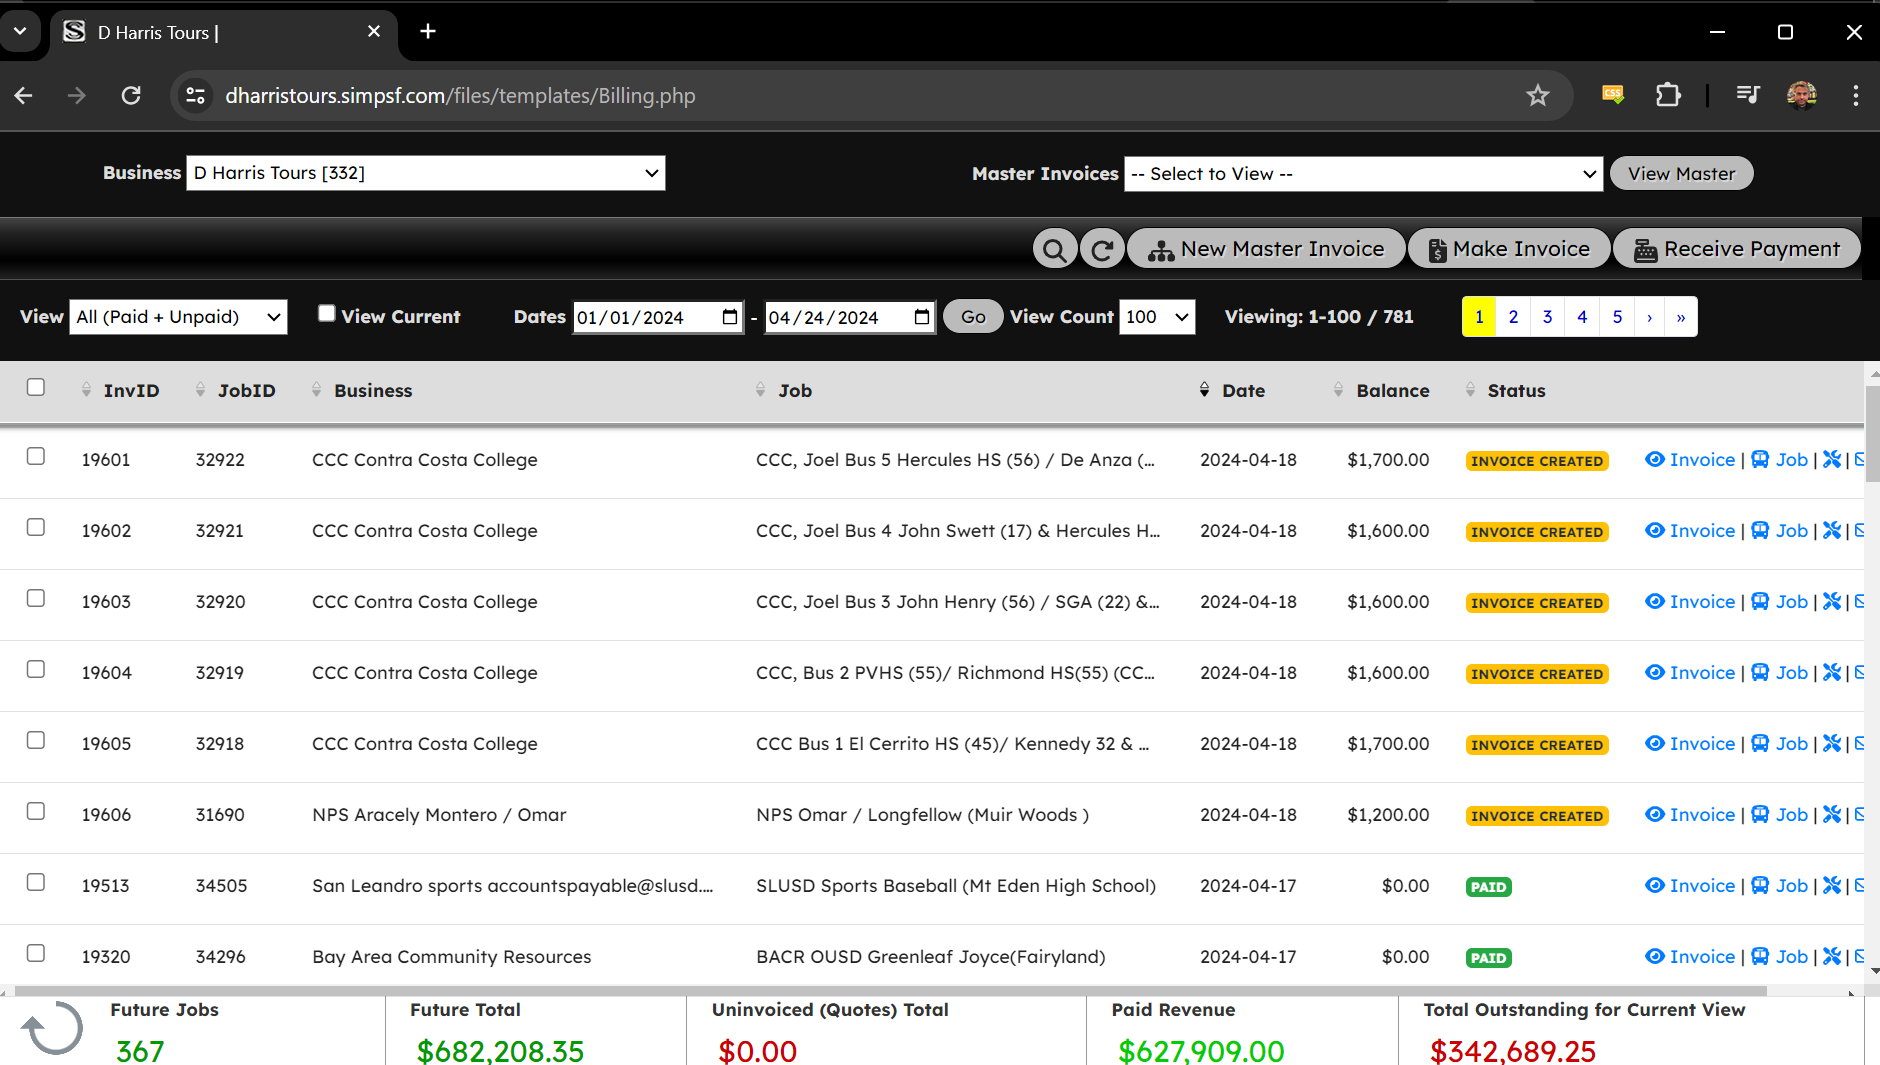 D Harris Tours |
dharristours.simpsf.com/files/templates/Billing.php
CSS
Business D Harris Tours [332] Master Invoices -- Select to View -- View Master
New Master Invoice Make Invoice Receive Payment
View All (Paid + Unpaid) View Current Dates 01/01/2024 - 04/24/2024 Go View Count 100 Viewing: 1-100 / 781 1 2 3 4 5 › »
InvID JobID Business Job Date Balance Status
19601 32922 CCC Contra Costa College CCC, Joel Bus 5 Hercules HS (56) / De Anza (... 2024-04-18 $1,700.00 INVOICE CREATED Invoice | Job | |
19602 32921 CCC Contra Costa College CCC, Joel Bus 4 John Swett (17) & Hercules H... 2024-04-18 $1,600.00 INVOICE CREATED Invoice | Job | |
19603 32920 CCC Contra Costa College CCC, Joel Bus 3 John Henry (56) / SGA (22) &... 2024-04-18 $1,600.00 INVOICE CREATED Invoice | Job | |
19604 32919 CCC Contra Costa College CCC, Bus 2 PVHS (55)/ Richmond HS(55) (CC... 2024-04-18 $1,600.00 INVOICE CREATED Invoice | Job | |
19605 32918 CCC Contra Costa College CCC Bus 1 El Cerrito HS (45)/ Kennedy 32 & ... 2024-04-18 $1,700.00 INVOICE CREATED Invoice | Job | |
19606 31690 NPS Aracely Montero / Omar NPS Omar / Longfellow (Muir Woods ) 2024-04-18 $1,200.00 INVOICE CREATED Invoice | Job | |
19513 34505 San Leandro sports accountspayable@slusd.... SLUSD Sports Baseball (Mt Eden High School) 2024-04-17 $0.00 PAID Invoice | Job | |
19320 34296 Bay Area Community Resources BACR OUSD Greenleaf Joyce(Fairyland) 2024-04-17 $0.00 PAID Invoice | Job | |
Future Jobs Future Total Uninvoiced (Quotes) Total Paid Revenue Total Outstanding for Current View
367 $682,208.35 $0.00 $627,909.00 $342,689.25